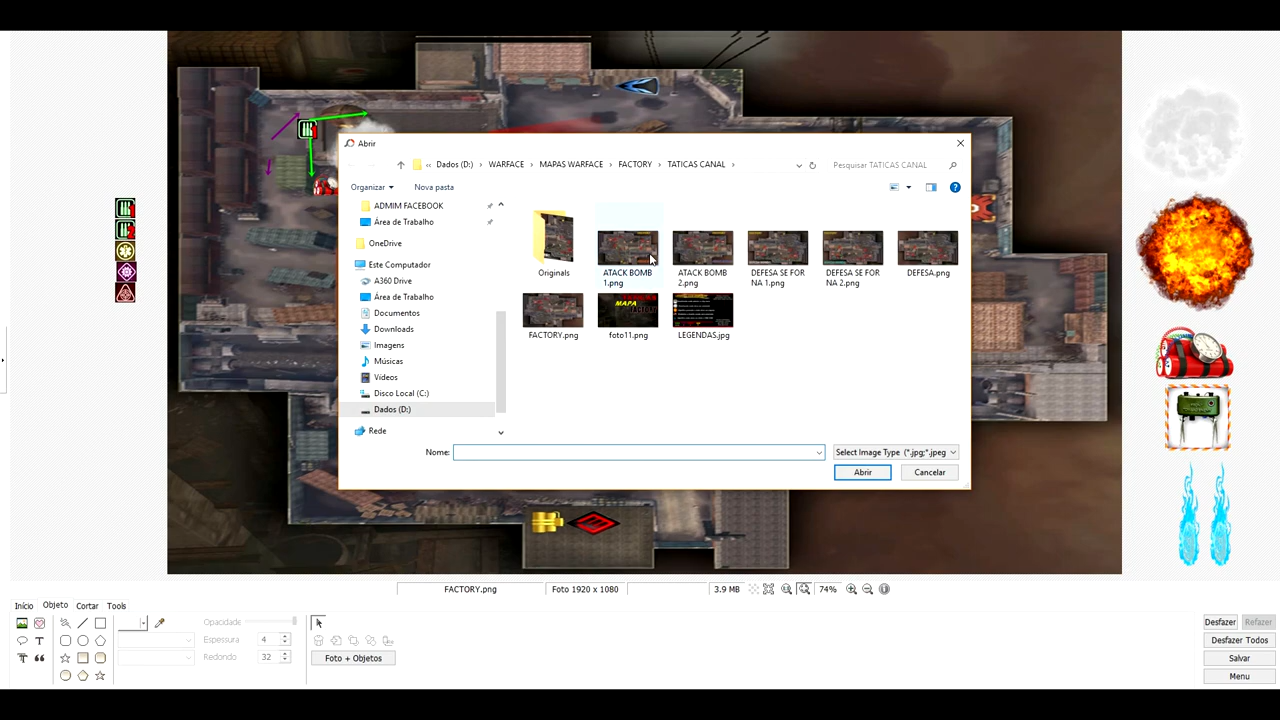 Abrir
Dados (D:) › WARFACE › MAPAS WARFACE › FACTORY › TATICAS CANAL ›
Pesquisar TATICAS CANAL
Organizar
Nova pasta
ADMIM FACEBOOK
Área de Trabalho
OneDrive
Este Computador
A360 Drive
Área de Trabalho
Documentos
Downloads
Imagens
Músicas
Vídeos
Disco Local (C:)
Dados (D:)
Rede
Originals
ATACK BOMB 1.png
ATACK BOMB 2.png
DEFESA SE FOR NA 1.png
DEFESA SE FOR NA 2.png
DEFESA.png
FACTORY.png
foto11.png
LEGENDAS.jpg
MAPA
Nome:
Select Image Type (*.jpg;*.jpeg
Abrir
Cancelar
FACTORY.png
Foto 1920 x 1080
3.9 MB
74%
Início
Objeto
Cortar
Tools
Opacidade
Espessura
4
Redondo
32
Foto + Objetos
Desfazer
Refazer
Desfazer Todos
Salvar
Menu